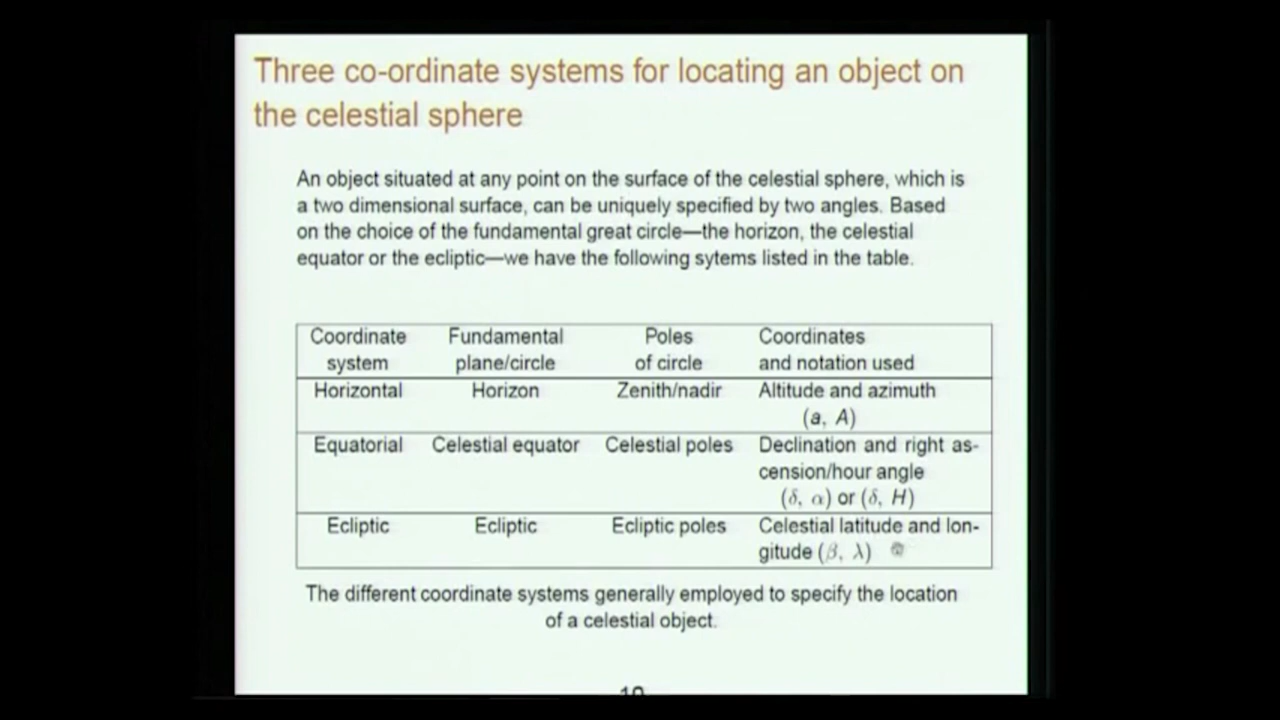 Three co-ordinate systems for locating an object on
the celestial sphere
An object situated at any point on the surface of the celestial sphere, which is
a two dimensional surface, can be uniquely specified by two angles. Based
on the choice of the fundamental great circle—the horizon, the celestial
equator or the ecliptic—we have the following sytems listed in the table.
Coordinate Fundamental Poles Coordinates
system plane/circle of circle and notation used
Horizontal Horizon Zenith/nadir Altitude and azimuth
(a, A)
Equatorial Celestial equator Celestial poles Declination and right as-
cension/hour angle
(δ, α) or (δ, H)
Ecliptic Ecliptic Ecliptic poles Celestial latitude and lon-
gitude (β, λ)
The different coordinate systems generally employed to specify the location
of a celestial object.